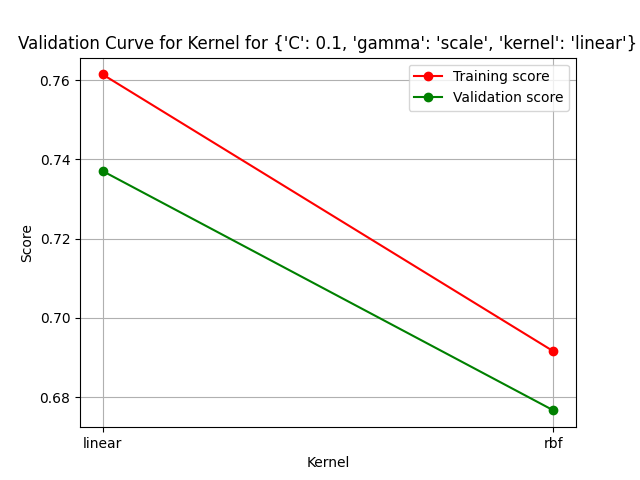 Validation Curve for Kernel for {'C': 0.1, 'gamma': 'scale', 'kernel': 'linear'}
Training score
Validation score
0.76
0.74
0.72
0.70
0.68
Score
linear
rbf
Kernel